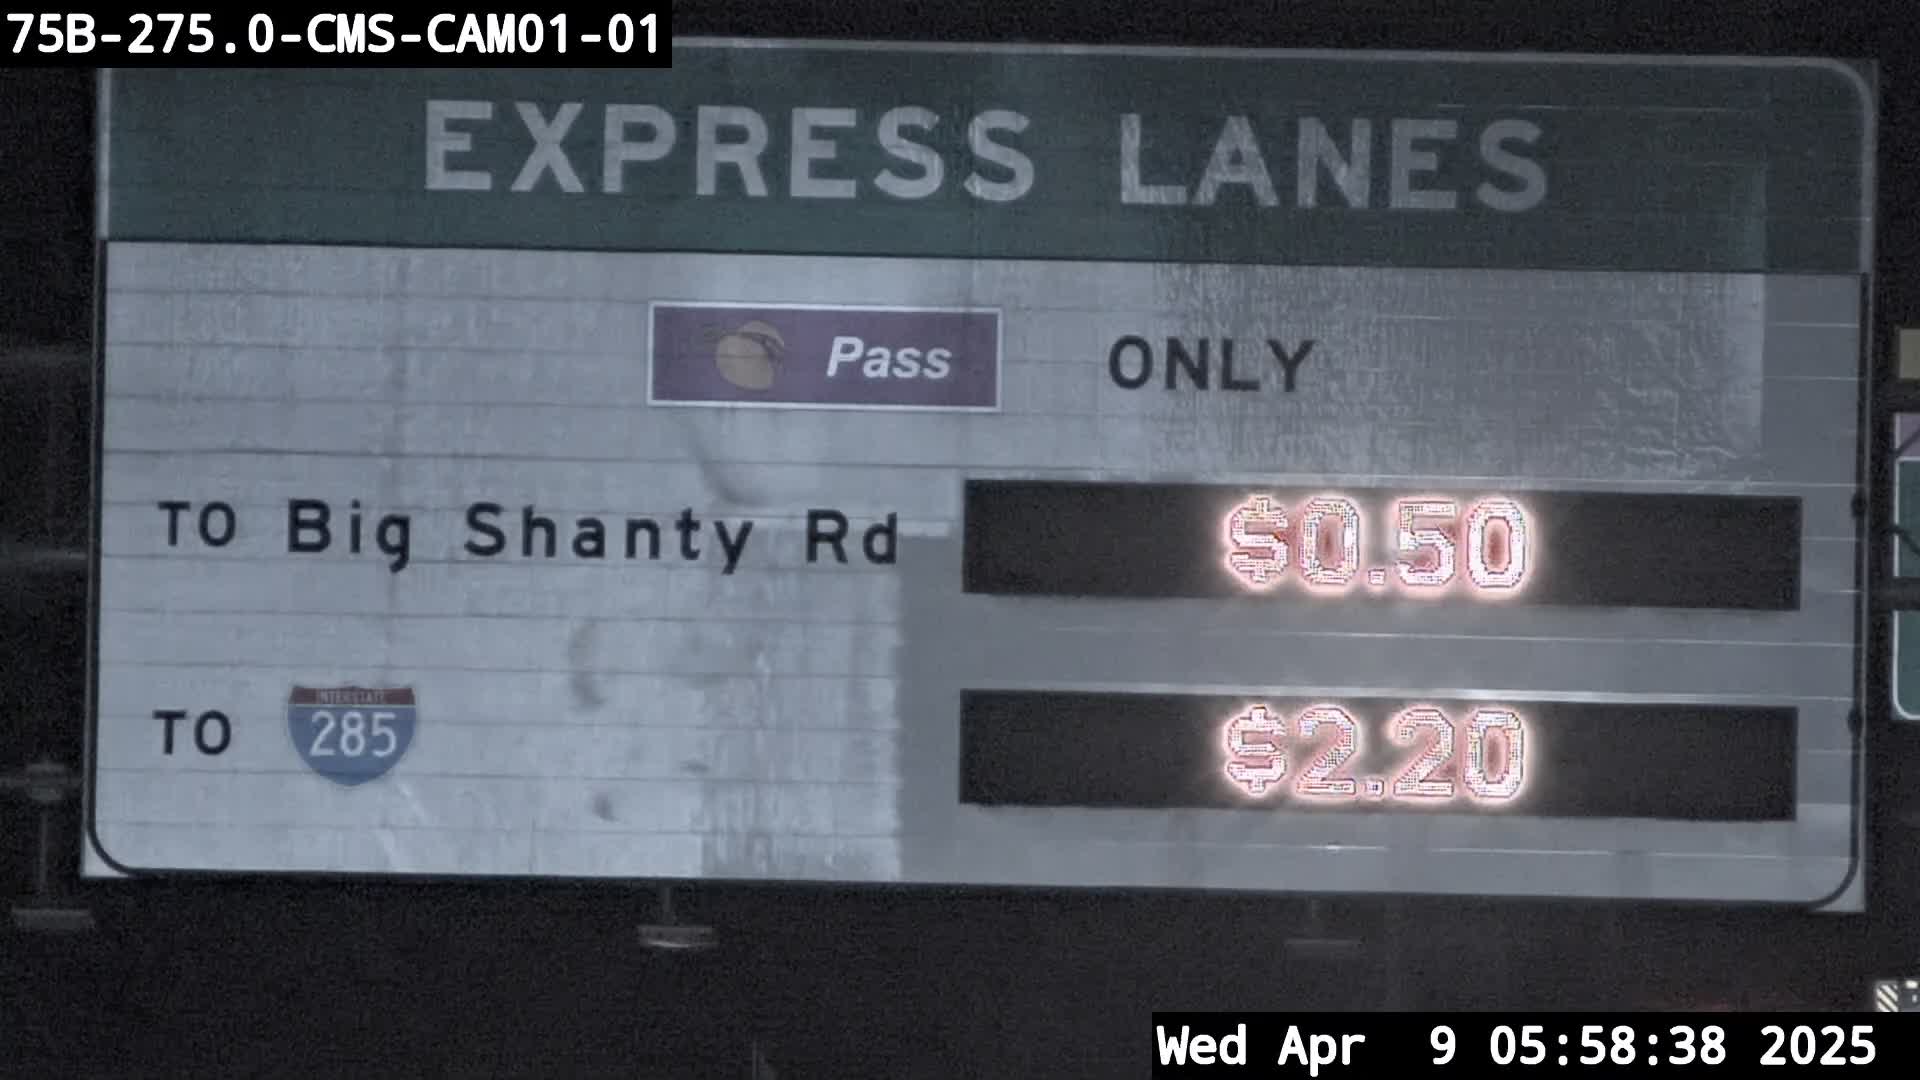 75B-275.0-CMS-CAM01-01
EXPRESS LANES
Pass ONLY
TO Big Shanty Rd $0.50
INTERSTATE
TO 285 $2.20
Wed Apr 9 05:58:38 2025